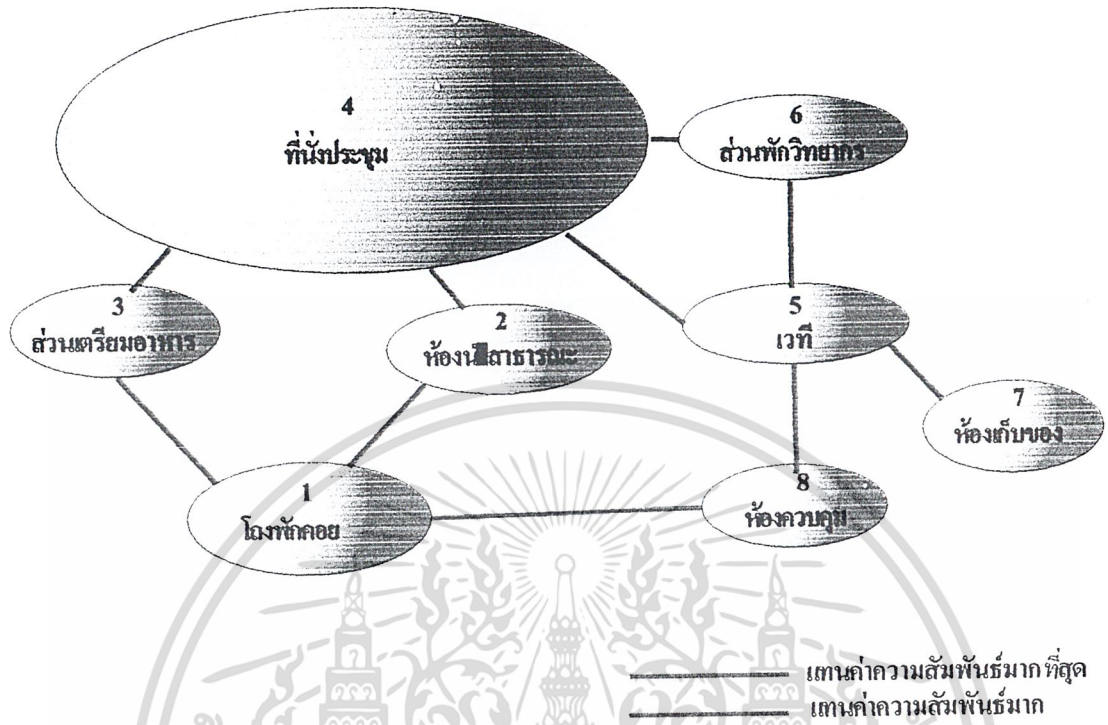 4
ที่นั่งประชุม
6
ส่วนพักวิทยากร
3
ส่วนเตรียมอาหาร
2
สาธารณะ
5
เวที
7
ห้องเก็บของ
1
โถงพักคอย
8
ห้องควบคุม
แทนค่าความสัมพันธ์มากที่สุด
แทนค่าความสัมพันธ์มาก